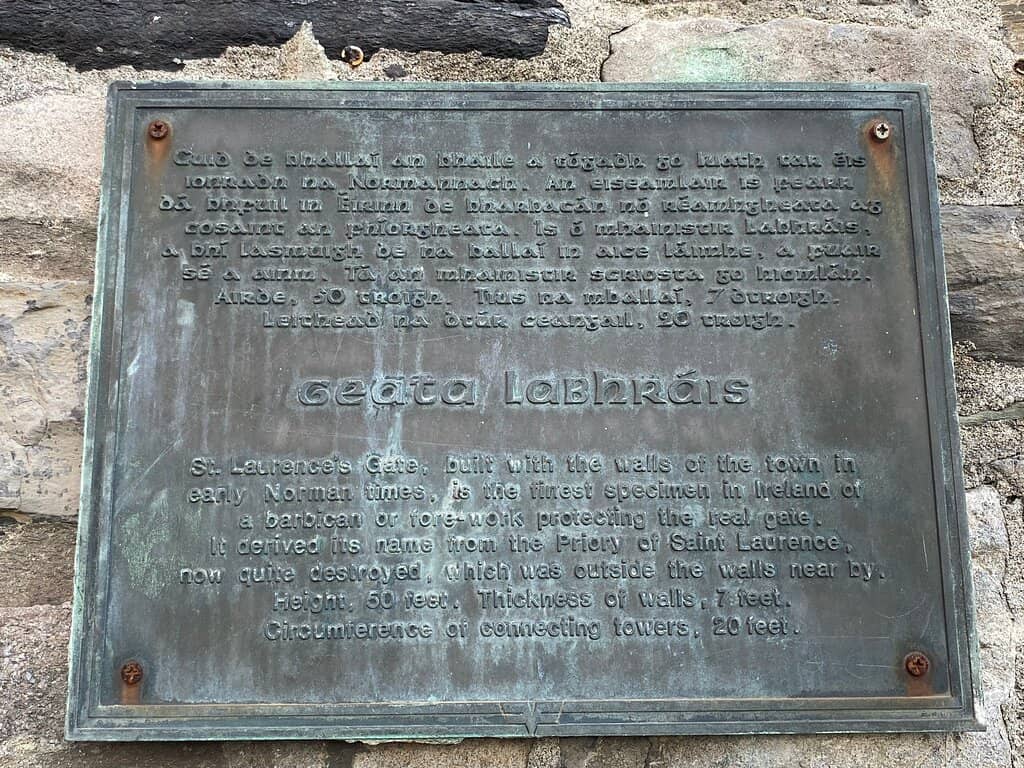 Cuid de bhallaí an bhaile a tógadh go luath tar éis
ionradh na Normannach. An eiseamláir is fearr
dá bhfuil in Éirinn de bharbacán nó réamhgheata ag
cosaint an fhíorgheata. Is ó mhainistir Labhráis,
a bhí lasmuigh de na ballaí in aice láimhe, a fuair
sé a ainm. Tá an mhainistir scriosta go hiomlán.
Airde, 50 troigh. Tius na mballaí, 7 dtroigh.
Leithead na dtúr ceangail, 20 troigh.
Geata Labhráis
St. Laurence's Gate, built with the walls of the town in
early Norman times, is the finest specimen in Ireland of
a barbican or fore-work protecting the real gate.
It derived its name from the Priory of Saint Laurence,
now quite destroyed, which was outside the walls near by.
Height, 50 feet. Thickness of walls, 7 feet.
Circumference of connecting towers, 20 feet.